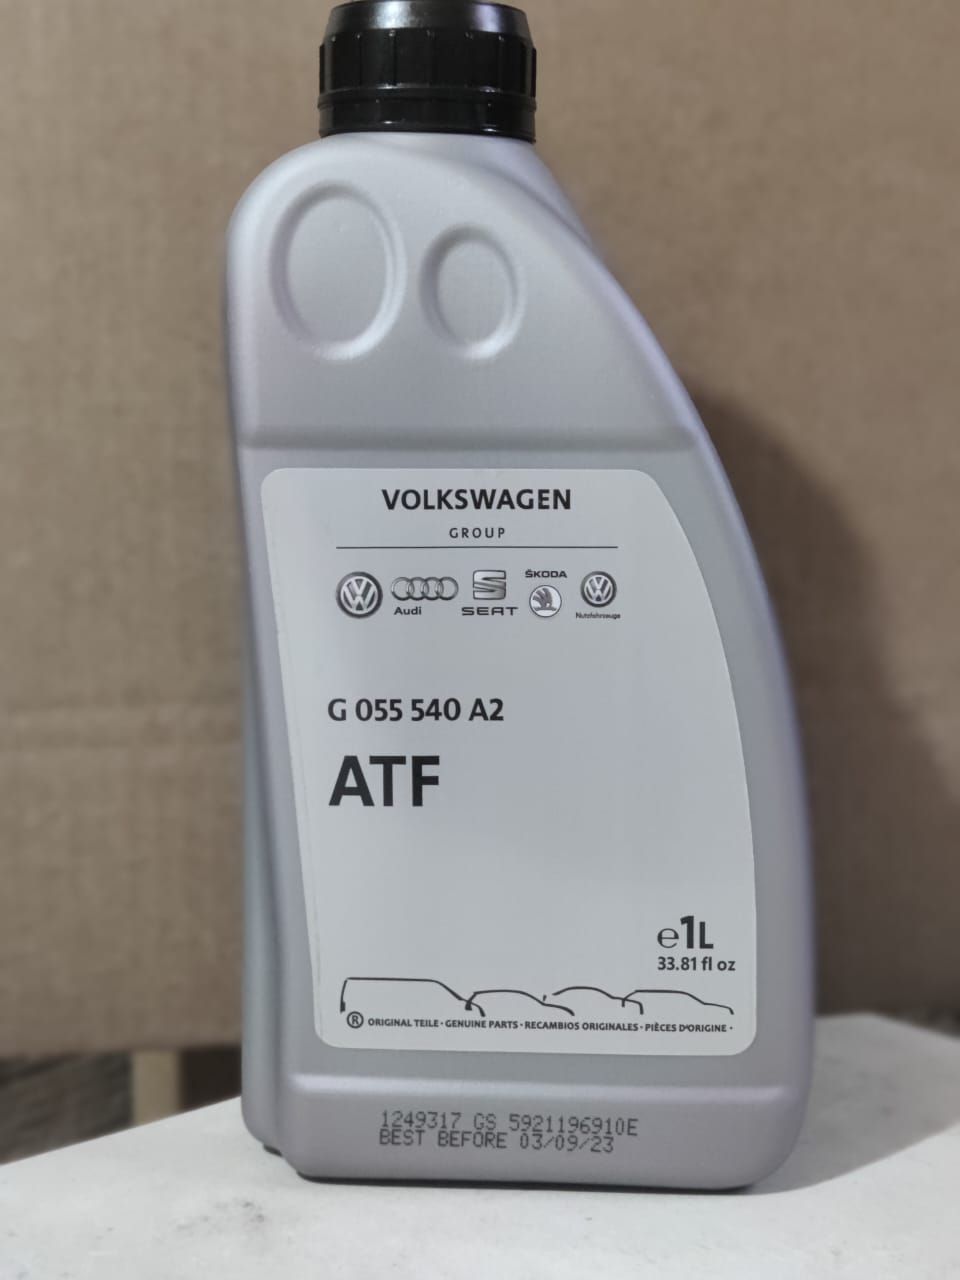 VOLKSWAGEN
GROUP
Audi
SEAT
ŠKODA
Nutzfahrzeuge
G 055 540 A2
ATF
℮1L
33.81 fl oz
® ORIGINAL TEILE · GENUINE PARTS · RECAMBIOS ORIGINALES · PIÈCES D'ORIGINE ·
1249317 GS 5921196910E
BEST BEFORE 03/09/23